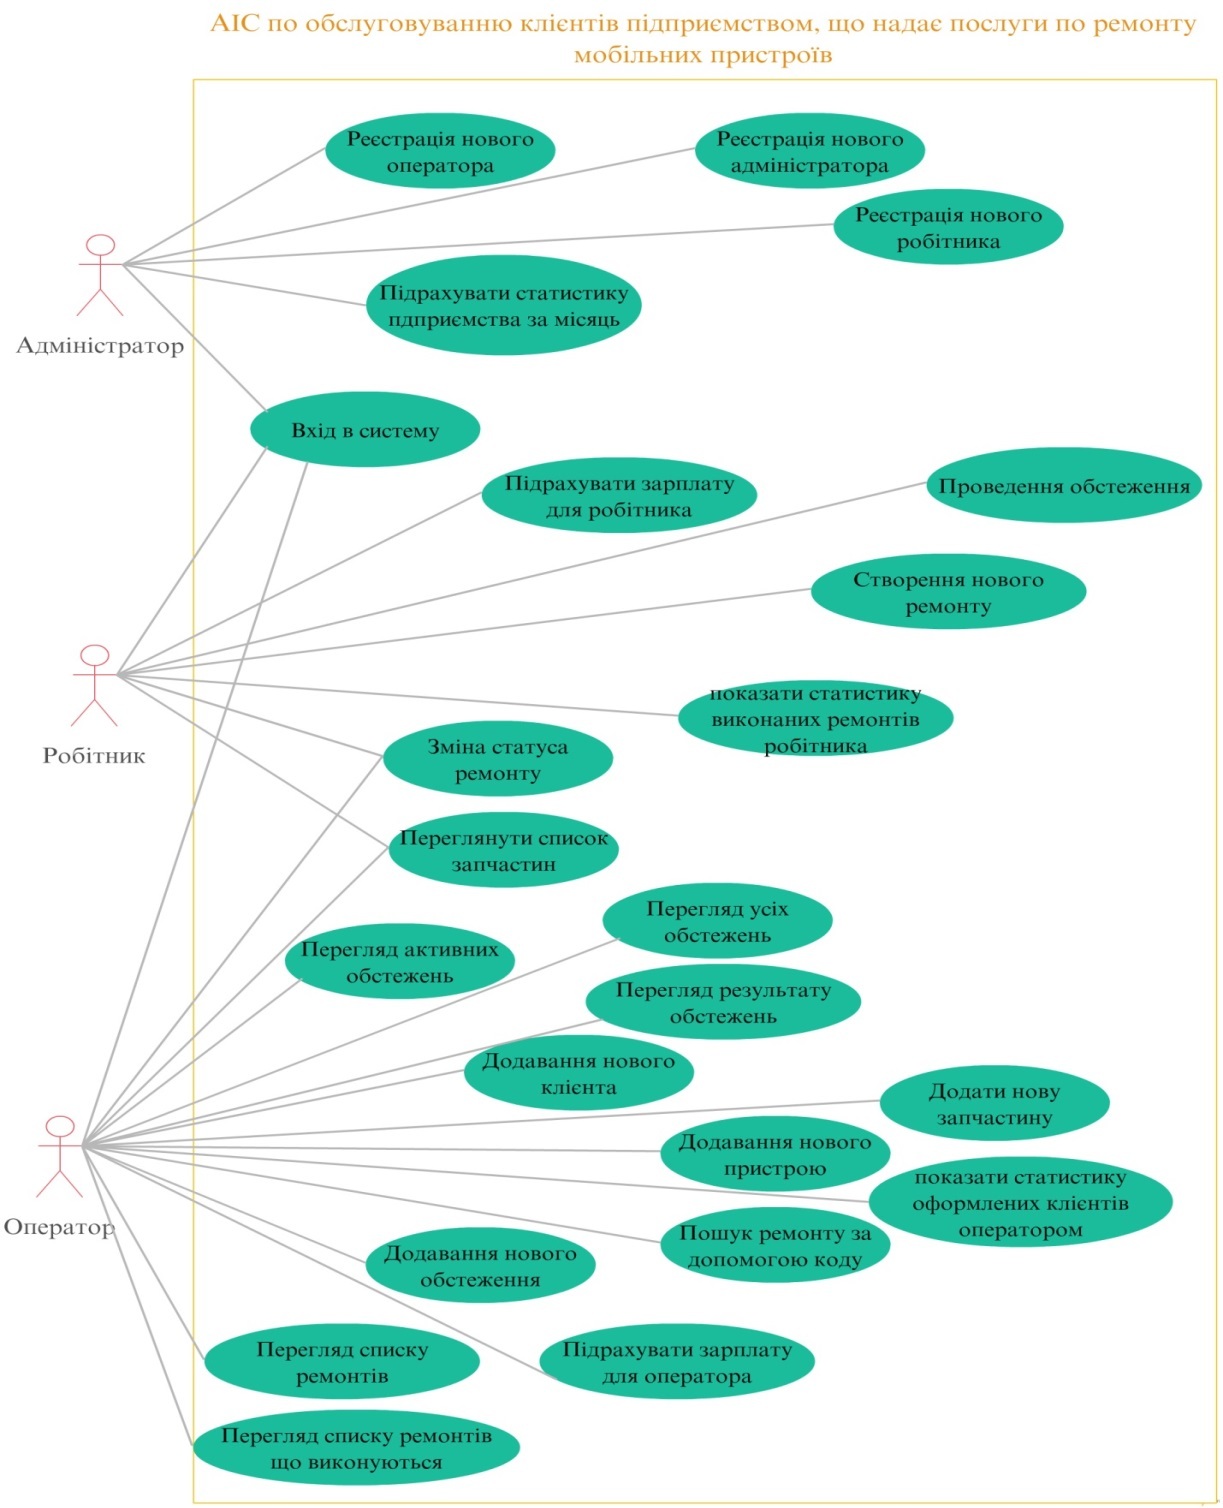 АІС по обслуговуванню клієнтів підприємством, що надає послуги по ремонту
мобільних пристроїв
Реєстрація нового
оператора
Реєстрація нового
адміністратора
Реєстрація нового
робітника
Підрахувати статистику
пдприємства за місяць
Адміністратор
Вхід в систему
Підрахувати зарплату
для робітника
Проведення обстеження
Створення нового
ремонту
показати статистику
виконаних ремонтів
робітника
Робітник
Зміна статуса
ремонту
Переглянути список
запчастин
Перегляд усіх
обстежень
Перегляд активних
обстежень
Перегляд результату
обстежень
Додавання нового
клієнта
Додати нову
запчастину
Додавання нового
пристрою
показати статистику
оформлених клієнтів
оператором
Оператор
Пошук ремонту за
допомогою коду
Додавання нового
обстеження
Перегляд списку
ремонтів
Підрахувати зарплату
для оператора
Перегляд списку ремонтів
що виконуються